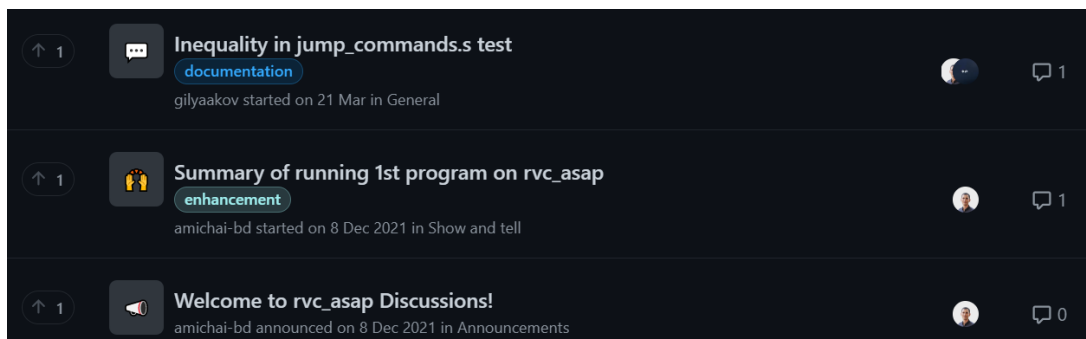 1
Inequality in jump_commands.s test
documentation
gilyaakov started on 21 Mar in General
1
1
Summary of running 1st program on rvc_asap
enhancement
amichai-bd started on 8 Dec 2021 in Show and tell
1
1
Welcome to rvc_asap Discussions!
amichai-bd announced on 8 Dec 2021 in Announcements
0